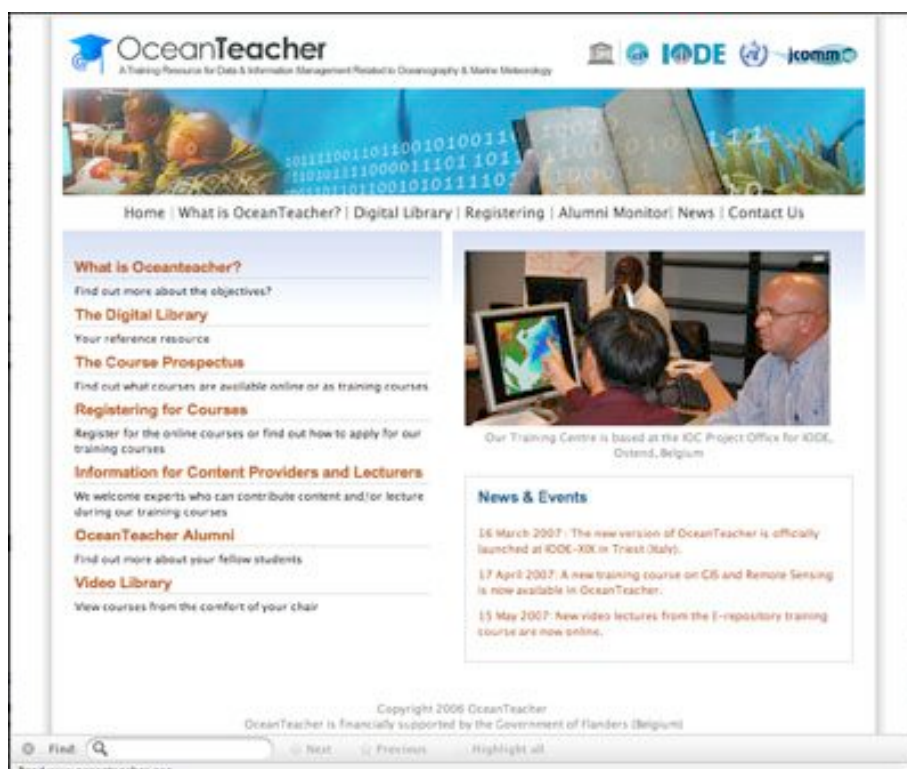 OceanTeacher
A Training Resource for Data & Information Management Related to Oceanography & Marine Meteorology
IODE
jcomm
1011110011011001010011
Home | What is OceanTeacher? | Digital Library | Registering | Alumni Monitor| News | Contact Us
What is Oceanteacher?
Find out more about the objectives?
The Digital Library
Your reference resource
The Course Prospectus
Find out what courses are available online or as training courses
Registering for Courses
Register for the online courses or find out how to apply for our
training courses
Information for Content Providers and Lecturers
We welcome experts who can contribute content and/or lecture
during our training courses
OceanTeacher Alumni
Find out more about your fellow students
Video Library
View courses from the comfort of your chair
Our Training Centre is based at the IOC Project Office for IODE,
Ostend, Belgium
News & Events
16 March 2007: The new version of OceanTeacher is officially
launched at IODE-XIX in Triest (Italy).
17 April 2007: A new training course on GIS and Remote Sensing
is now available in OceanTeacher.
15 May 2007: New video lectures from the E-repository training
course are now online.
Copyright 2006 OceanTeacher
OceanTeacher is financially supported by the Government of Flanders (Belgium)
Find:
Next
Previous
Highlight all